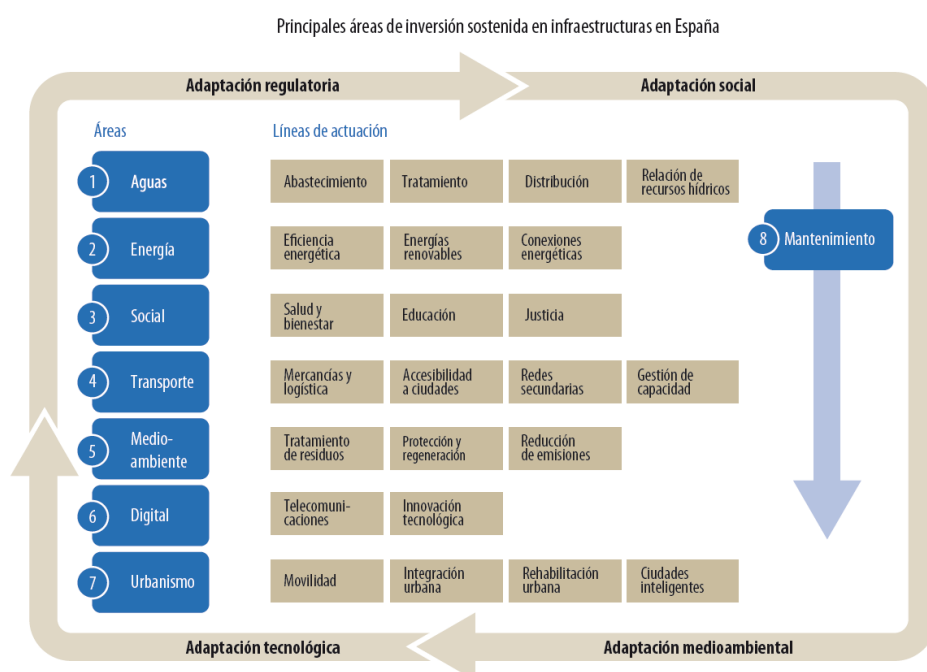 Principales áreas de inversión sostenida en infraestructuras en España
Adaptación regulatoria
Adaptación social
Áreas
Líneas de actuación
1 Aguas
Abastecimiento
Tratamiento
Distribución
Relación de
recursos hídricos
8 Mantenimiento
2 Energía
Eficiencia
energética
Energías
renovables
Conexiones
energéticas
3 Social
Salud y
bienestar
Educación
Justicia
4 Transporte
Mercancías y
logística
Accesibilidad
a ciudades
Redes
secundarias
Gestión de
capacidad
5 Medio-
ambiente
Tratamiento
de residuos
Protección y
regeneración
Reducción
de emisiones
6 Digital
Telecomuni-
caciones
Innovación
tecnológica
7 Urbanismo
Movilidad
Integración
urbana
Rehabilitación
urbana
Ciudades
inteligentes
Adaptación tecnológica
Adaptación medioambiental